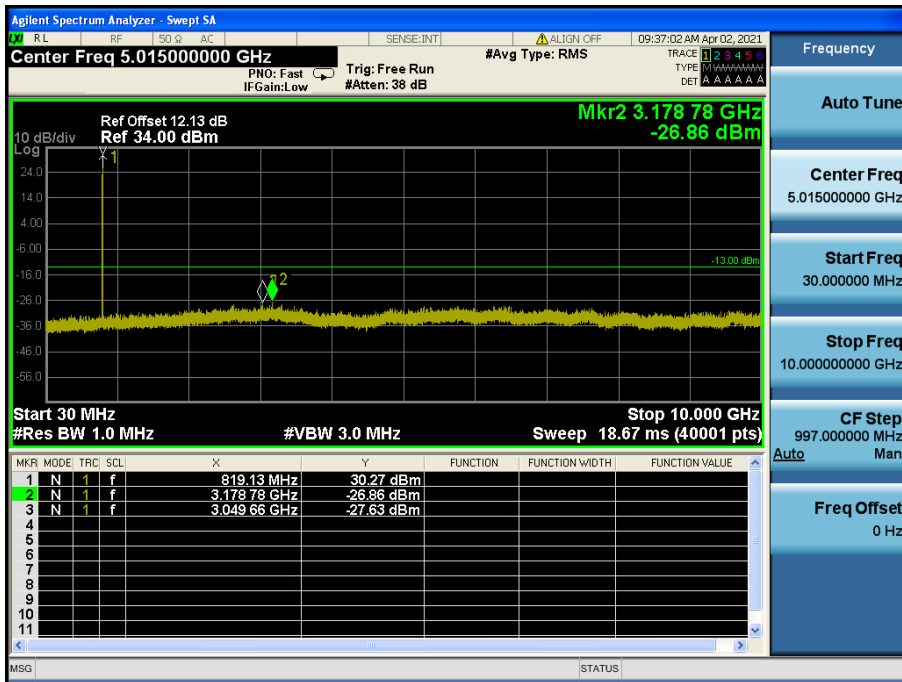 Agilent Spectrum Analyzer - Swept SA
LXI RL RF 50 Ω AC SENSE:INT ALIGN OFF 09:37:02 AM Apr 02, 2021
Center Freq 5.015000000 GHz
PNO: Fast
IFGain:Low
Trig: Free Run
#Atten: 38 dB
#Avg Type: RMS
TRACE 1 2 3 4 5 6
TYPE M
DET A A A A A A
Mkr2 3.178 78 GHz
-26.86 dBm
Ref Offset 12.13 dB
10 dB/div Ref 34.00 dBm
Log
1
24.0
14.0
4.00
-6.00
-13.00 dBm
-16.0
2
-26.0
-36.0
-46.0
-56.0
Start 30 MHz Stop 10.000 GHz
#Res BW 1.0 MHz #VBW 3.0 MHz Sweep 18.67 ms (40001 pts)
MKR MODE TRC SCL X Y FUNCTION FUNCTION WIDTH FUNCTION VALUE
1 N 1 f 819.13 MHz 30.27 dBm
2 N 1 f 3.178 78 GHz -26.86 dBm
3 N 1 f 3.049 66 GHz -27.63 dBm
4
5
6
7
8
9
10
11
MSG STATUS
Frequency
Auto Tune
Center Freq
5.015000000 GHz
Start Freq
30.000000 MHz
Stop Freq
10.000000000 GHz
CF Step
997.000000 MHz
Auto Man
Freq Offset
0 Hz